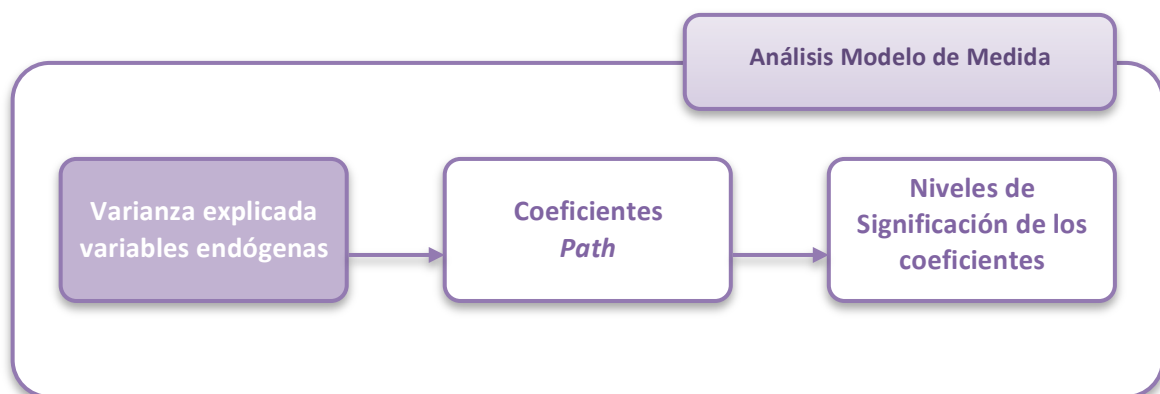 Análisis Modelo de Medida
Varianza explicada
variables endógenas
Coeficientes
Path
Niveles de
Significación de los
coeficientes